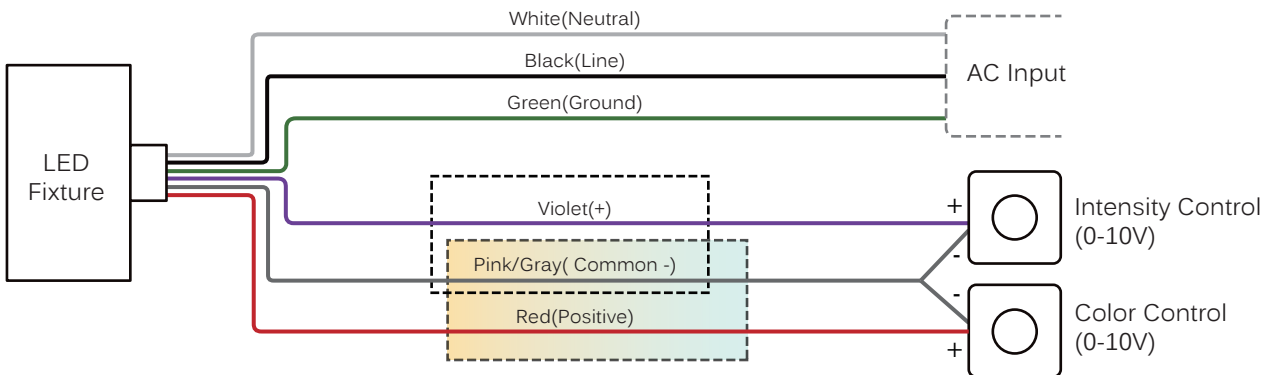 White(Neutral)
Black(Line)
AC Input
Green(Ground)
LED
Fixture
Violet(+)
+
Intensity Control
(0-10V)
-
Pink/Gray( Common -)
-
Red(Positive)
Color Control
(0-10V)
+